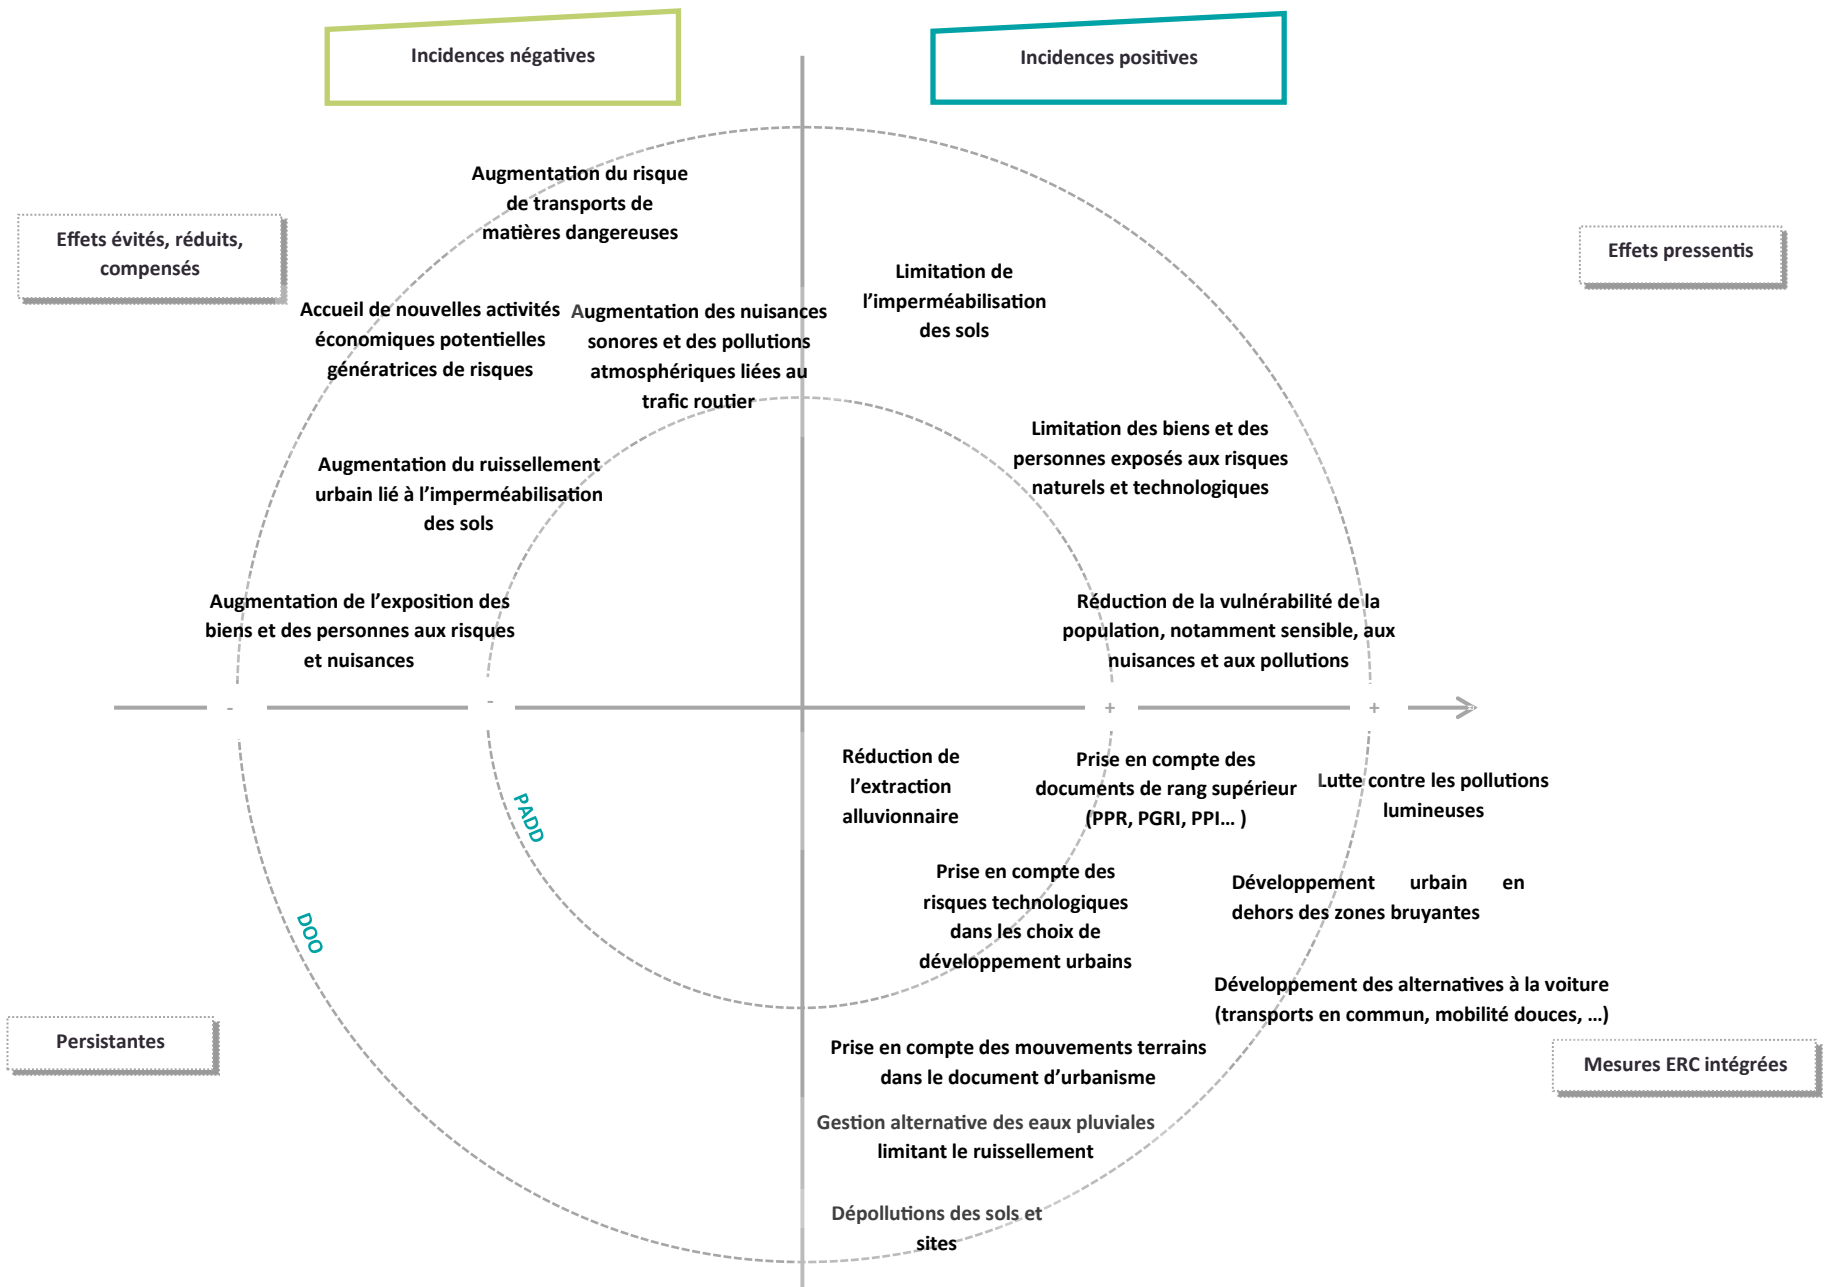 Incidences négatives
Incidences positives
Augmentation du risque
de transports de
matières dangereuses
Effets évités, réduits,
compensés
Effets pressentis
Limitation de
l’imperméabilisation
des sols
Accueil de nouvelles activités
économiques potentielles
génératrices de risques
Augmentation des nuisances
sonores et des pollutions
atmosphériques liées au
trafic routier
Limitation des biens et des
personnes exposés aux risques
naturels et technologiques
Augmentation du ruissellement
urbain lié à l’imperméabilisation
des sols
Augmentation de l’exposition des
biens et des personnes aux risques
et nuisances
Réduction de la vulnérabilité de la
population, notamment sensible, aux
nuisances et aux pollutions
- - + +
Réduction de
l’extraction
alluvionnaire
Prise en compte des
documents de rang supérieur
(PPR, PGRI, PPI... )
Lutte contre les pollutions
lumineuses
PADD
DOO
Prise en compte des
risques technologiques
dans les choix de
développement urbains
Développement urbain en
dehors des zones bruyantes
Développement des alternatives à la voiture
(transports en commun, mobilité douces, ...)
Persistantes
Mesures ERC intégrées
Prise en compte des mouvements terrains
dans le document d’urbanisme
Gestion alternative des eaux pluviales
limitant le ruissellement
Dépollutions des sols et
sites